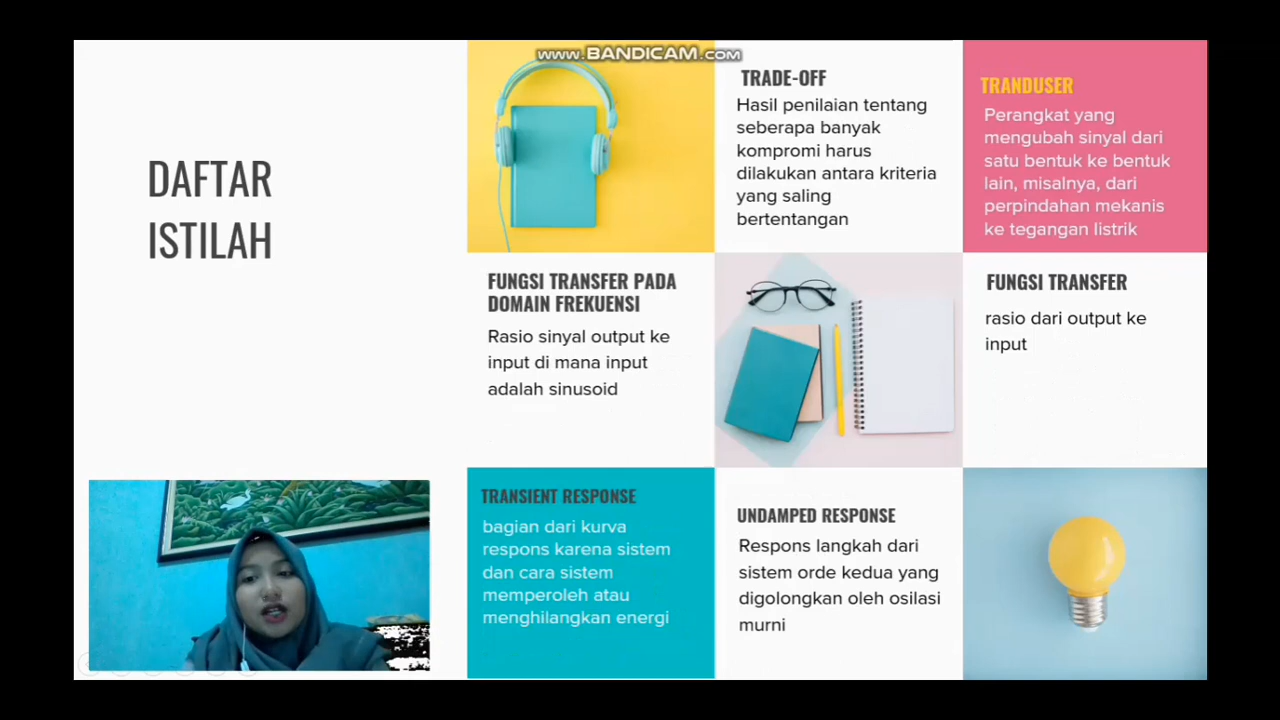 www.BANDICAM.com
DAFTAR
ISTILAH
TRADE-OFF
Hasil penilaian tentang
seberapa banyak
kompromi harus
dilakukan antara kriteria
yang saling
bertentangan
TRANDUSER
Perangkat yang
mengubah sinyal dari
satu bentuk ke bentuk
lain, misalnya, dari
perpindahan mekanis
ke tegangan listrik
FUNGSI TRANSFER PADA
DOMAIN FREKUENSI
Rasio sinyal output ke
input di mana input
adalah sinusoid
FUNGSI TRANSFER
rasio dari output ke
input
TRANSIENT RESPONSE
bagian dari kurva
respons karena sistem
dan cara sistem
memperoleh atau
menghilangkan energi
UNDAMPED RESPONSE
Respons langkah dari
sistem orde kedua yang
digolongkan oleh osilasi
murni